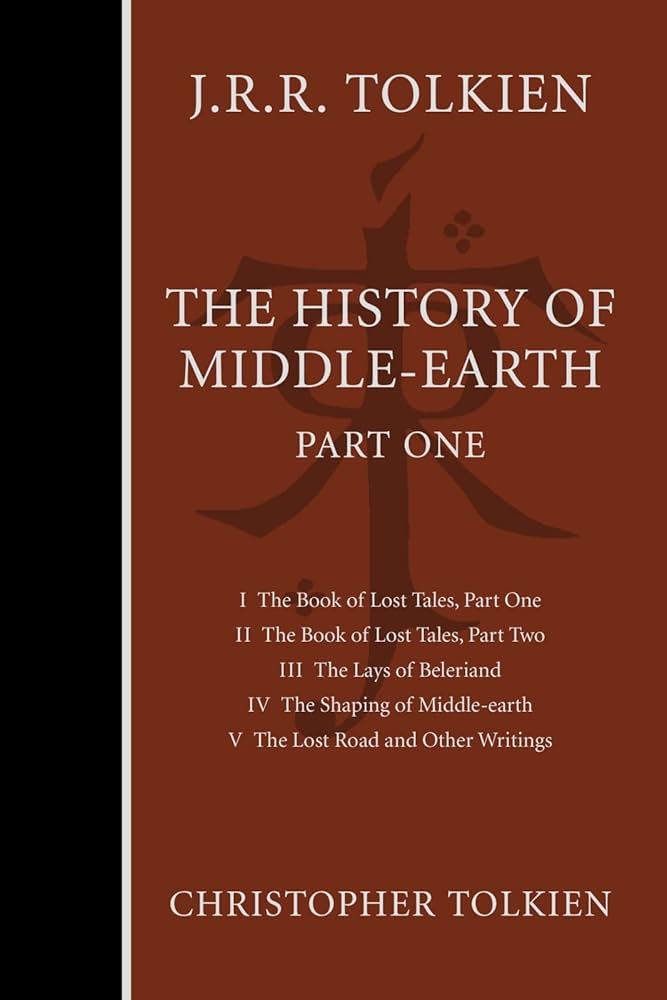 J.R.R. TOLKIEN
THE HISTORY OF
MIDDLE-EARTH
PART ONE
I The Book of Lost Tales, Part One
II The Book of Lost Tales, Part Two
III The Lays of Beleriand
IV The Shaping of Middle-earth
V The Lost Road and Other Writings
CHRISTOPHER TOLKIEN